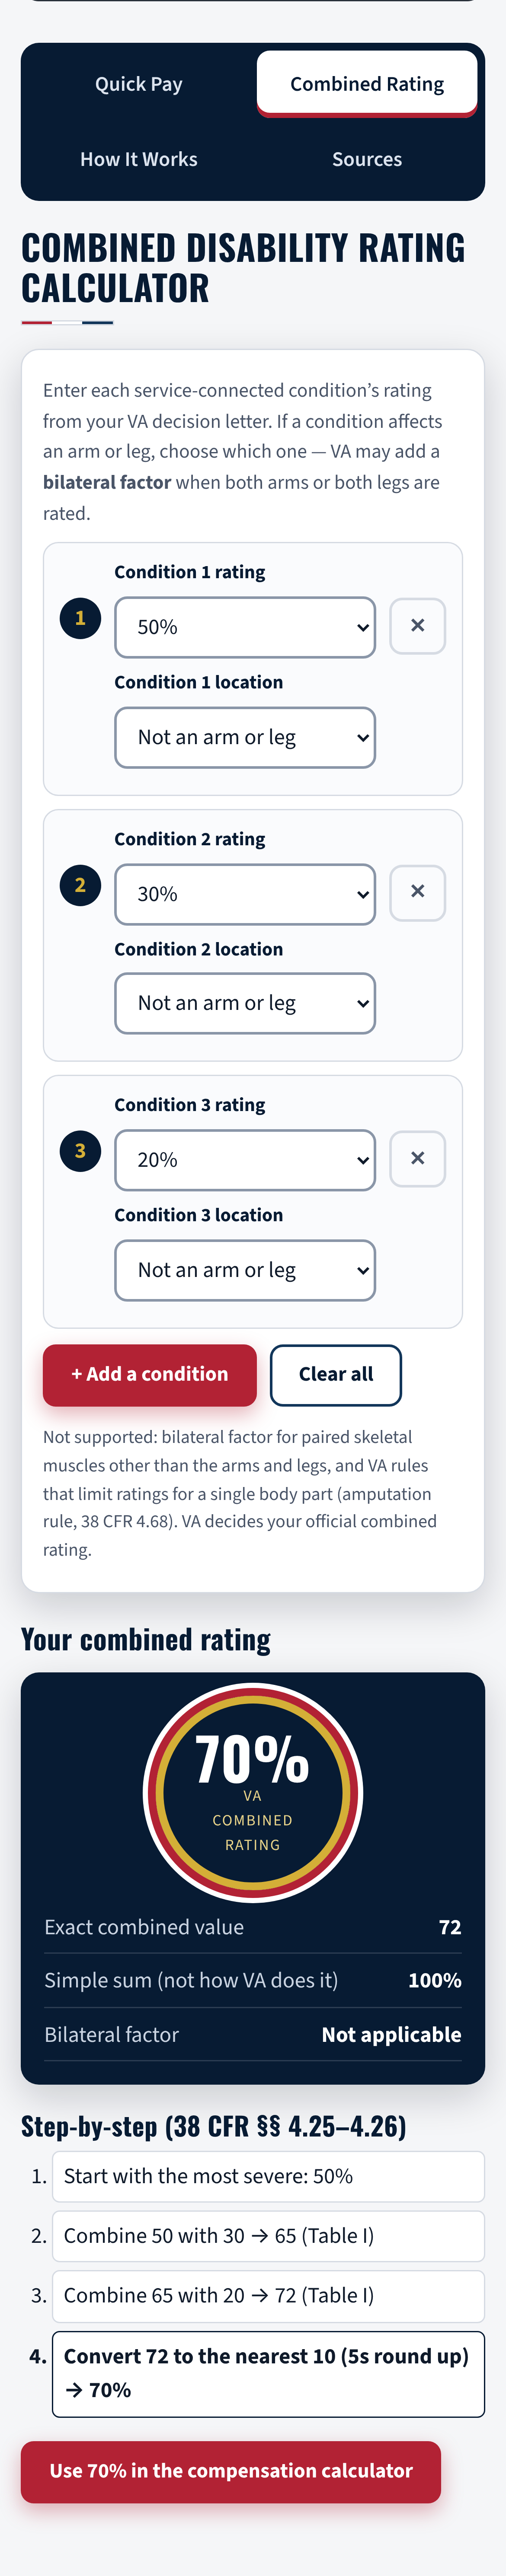 Quick Pay
Combined Rating
How It Works
Sources
COMBINED DISABILITY RATING
CALCULATOR
Enter each service-connected condition’s rating
from your VA decision letter. If a condition affects
an arm or leg, choose which one — VA may add a
bilateral factor when both arms or both legs are
rated.
Condition 1 rating
1
50%
✕
Condition 1 location
Not an arm or leg
Condition 2 rating
2
30%
✕
Condition 2 location
Not an arm or leg
Condition 3 rating
3
20%
✕
Condition 3 location
Not an arm or leg
+ Add a condition
Clear all
Not supported: bilateral factor for paired skeletal
muscles other than the arms and legs, and VA rules
that limit ratings for a single body part (amputation
rule, 38 CFR 4.68). VA decides your official combined
rating.
Your combined rating
70%
VA
COMBINED
RATING
Exact combined value 72
Simple sum (not how VA does it) 100%
Bilateral factor Not applicable
Step-by-step (38 CFR §§ 4.25–4.26)
1. Start with the most severe: 50%
2. Combine 50 with 30 → 65 (Table I)
3. Combine 65 with 20 → 72 (Table I)
4. Convert 72 to the nearest 10 (5s round up)
→ 70%
Use 70% in the compensation calculator